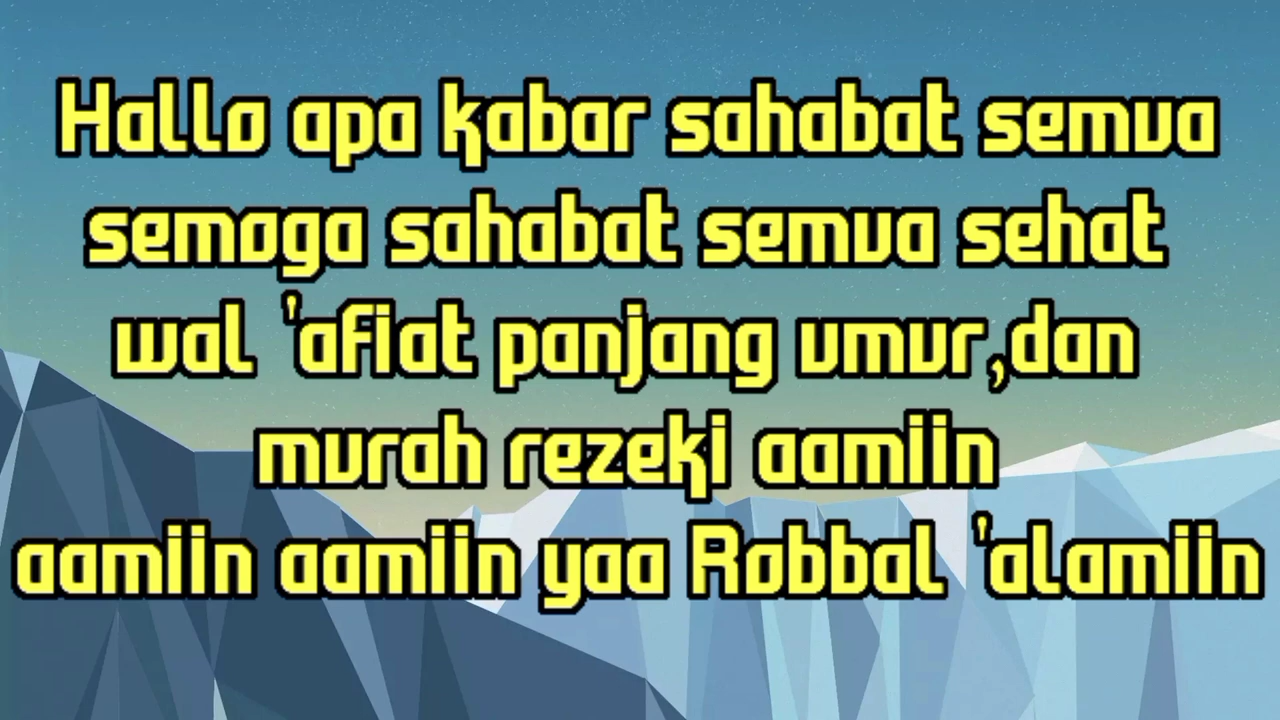 Hallo apa kabar sahabat semua
semoga sahabat semua sehat
wal 'afiat panjang umur,dan
murah rezeki aamiin
aamiin aamiin yaa Robbal 'alamiin